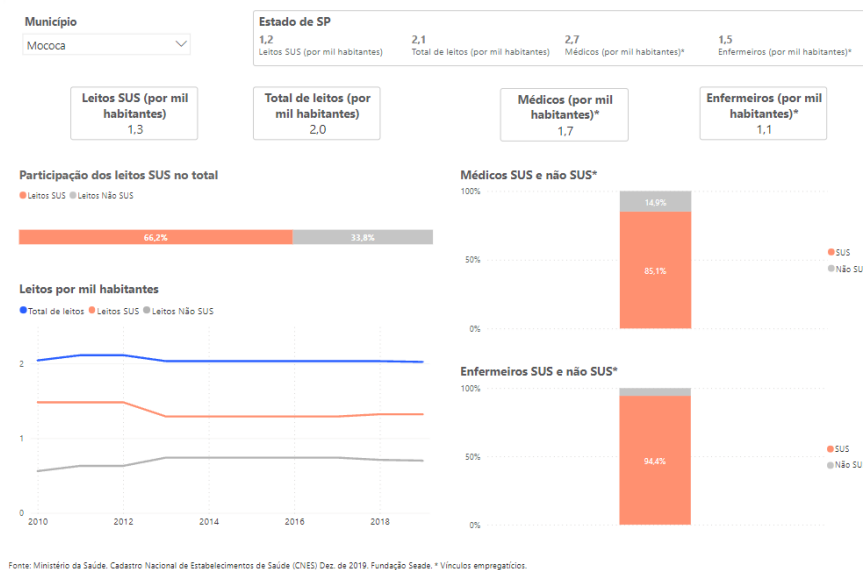 Município
Mococa
Estado de SP
1,2
Leitos SUS (por mil habitantes)
2,1
Total de leitos (por mil habitantes)
2,7
Médicos (por mil habitantes)*
1,5
Enfermeiros (por mil habitantes)*
Leitos SUS (por mil
habitantes)
1,3
Total de leitos (por
mil habitantes)
2,0
Médicos (por mil
habitantes)*
1,7
Enfermeiros (por mil
habitantes)*
1,1
Participação dos leitos SUS no total
Leitos SUS Leitos Não SUS
66,2% 33,8%
Leitos por mil habitantes
Total de leitos Leitos SUS Leitos Não SUS
2
1
0
2010 2012 2014 2016 2018
Médicos SUS e não SUS*
100%
14,9%
50%
85,1%
0%
SUS
Não SU
Enfermeiros SUS e não SUS*
100%
50%
94,4%
0%
SUS
Não SU
Fonte: Ministério da Saúde. Cadastro Nacional de Estabelecimentos de Saúde (CNES) Dez. de 2019. Fundação Seade. * Vínculos empregatícios.